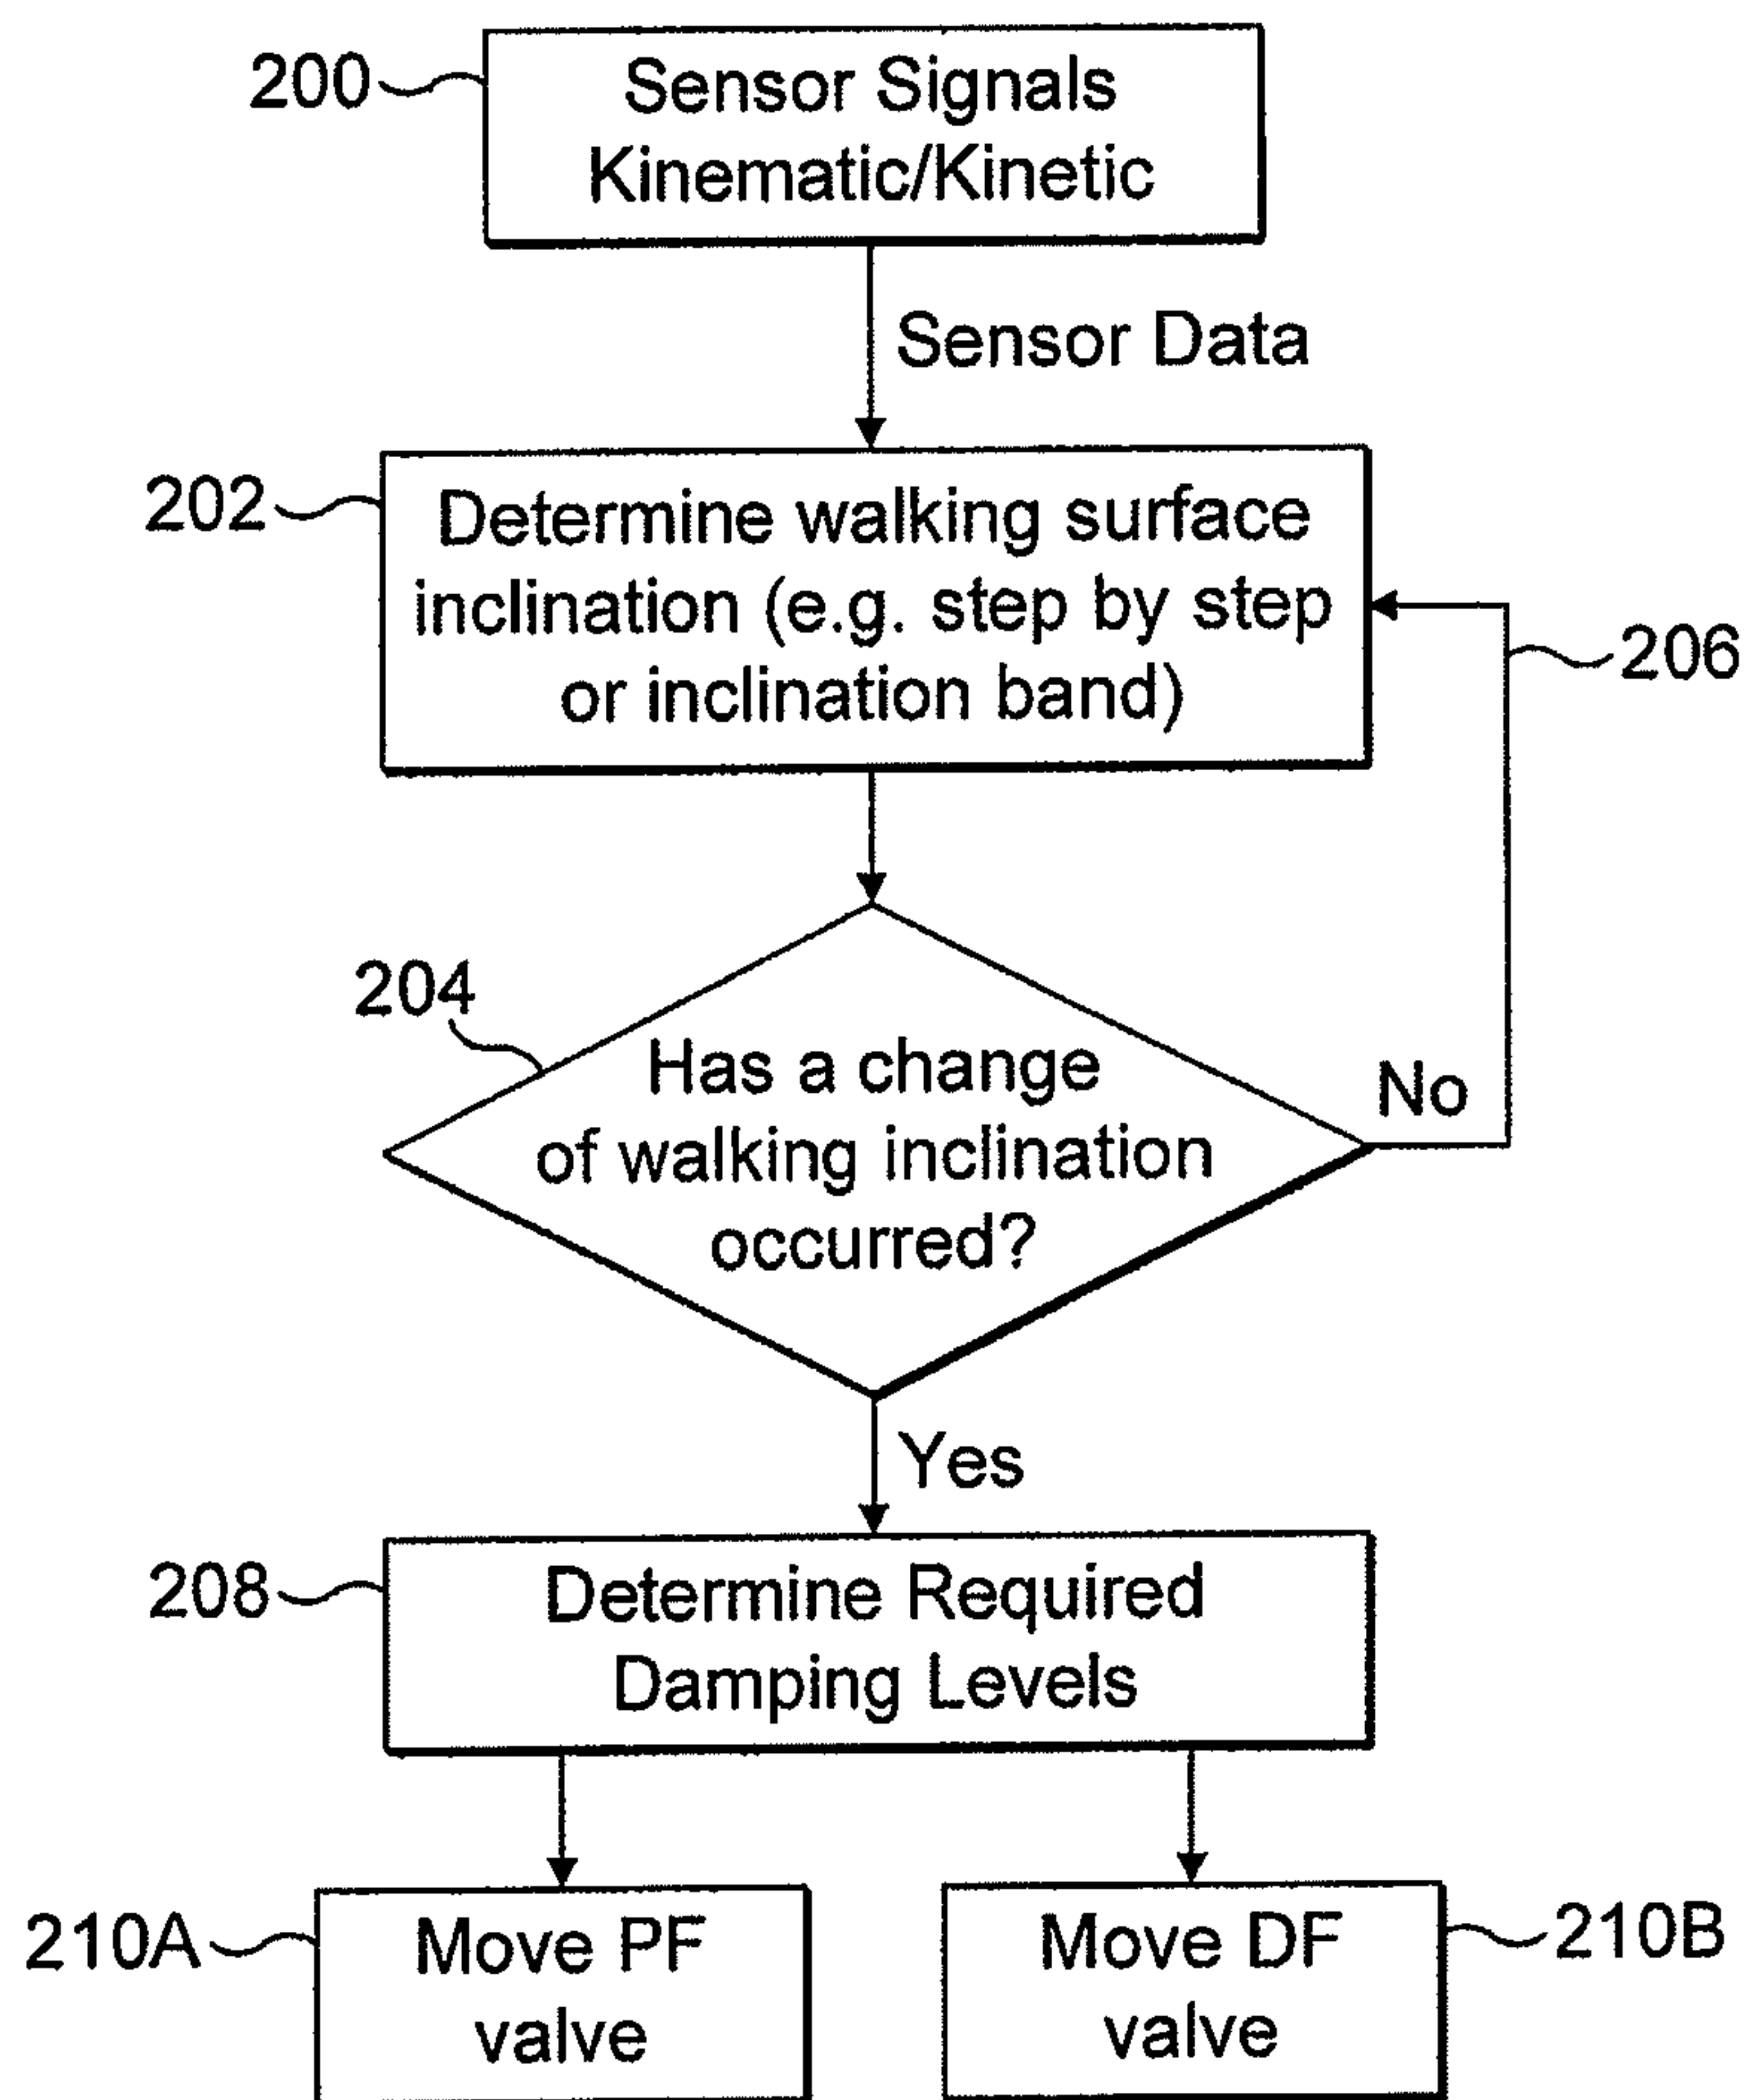 200
Sensor Signals
Kinematic/Kinetic
Sensor Data
202
Determine walking surface
inclination (e.g. step by step
or inclination band)
206
204
Has a change
of walking inclination
occurred?
No
Yes
208
Determine Required
Damping Levels
210A
Move PF
valve
Move DF
valve
210B